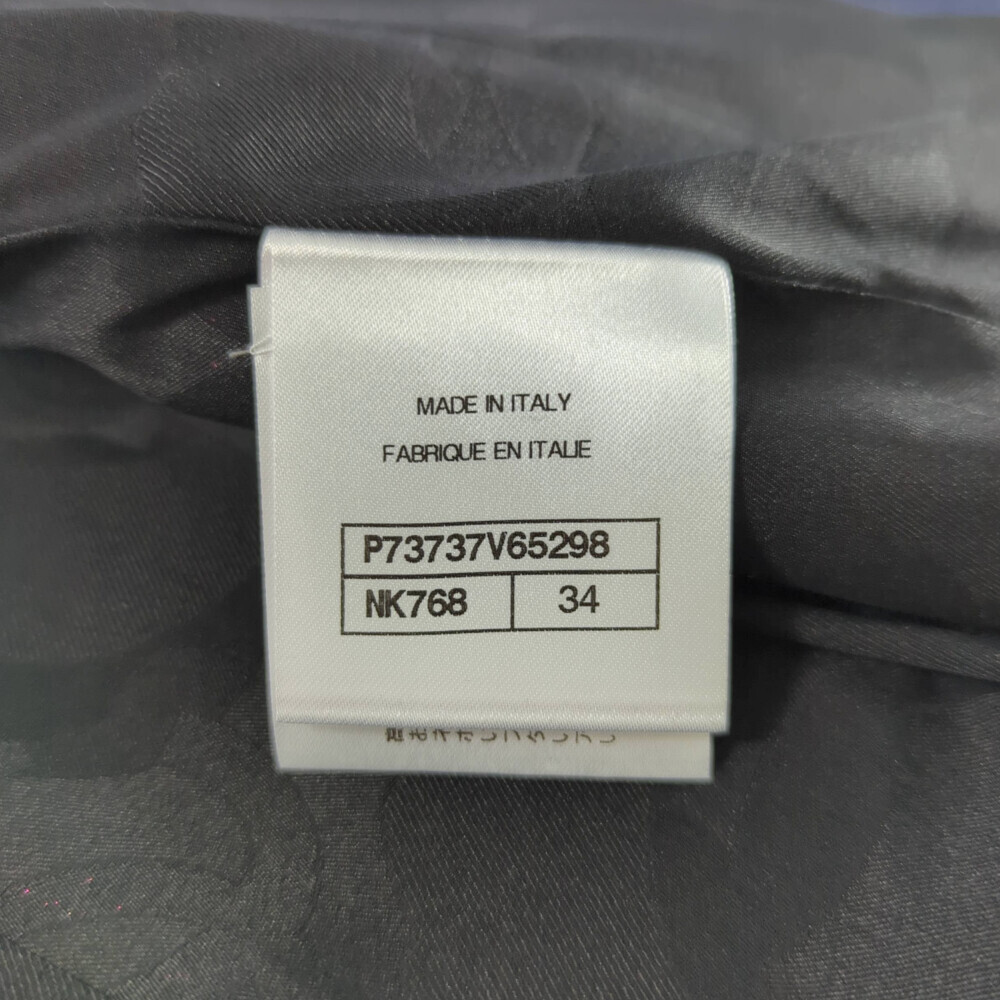 MADE IN ITALY
FABRIQUE EN ITALIE
P73737V65298
NK768 34